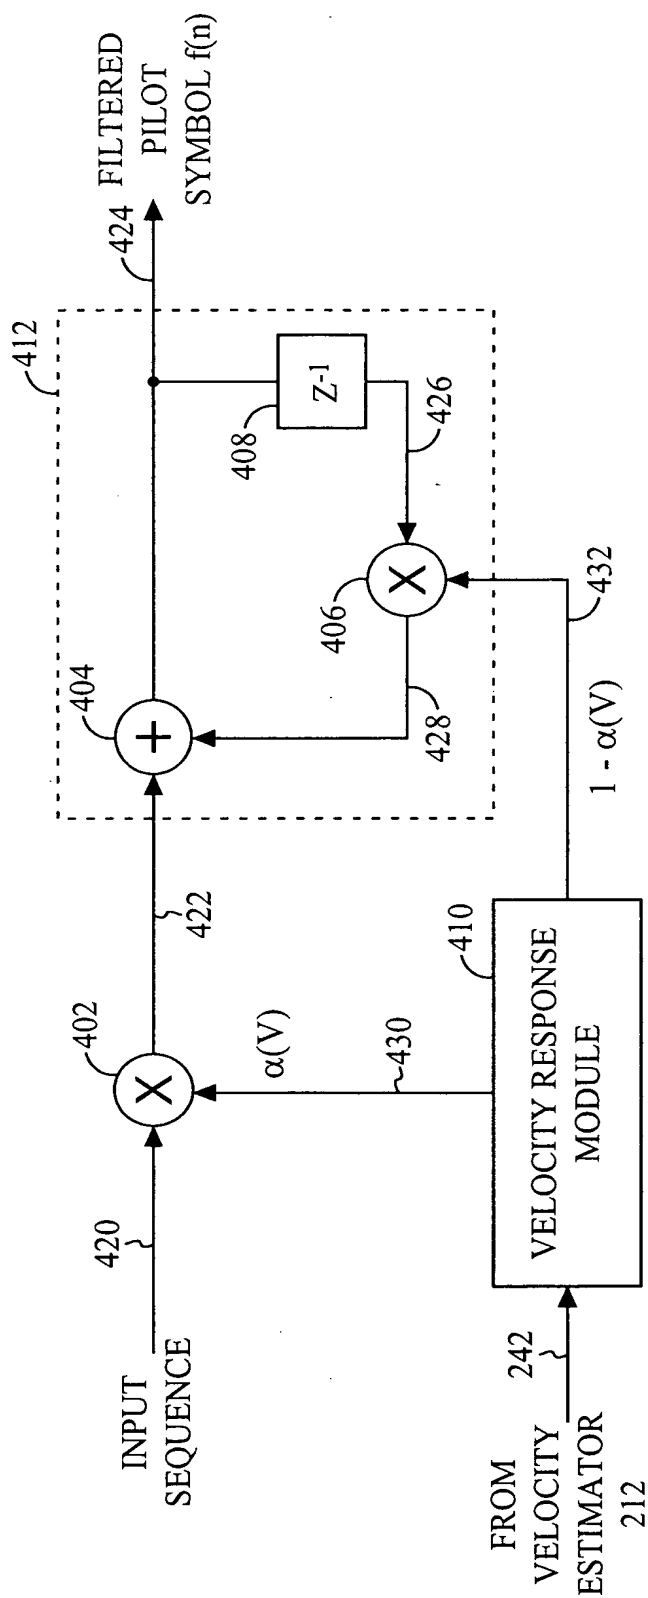 412
424
FILTERED
PILOT
SYMBOL f(n)
404
+
Z-1
408
426
406
X
428
432
1 - α(V)
422
402
X
α(V)
430
410
VELOCITY RESPONSE
MODULE
420
INPUT
SEQUENCE
242
FROM
VELOCITY
ESTIMATOR
212